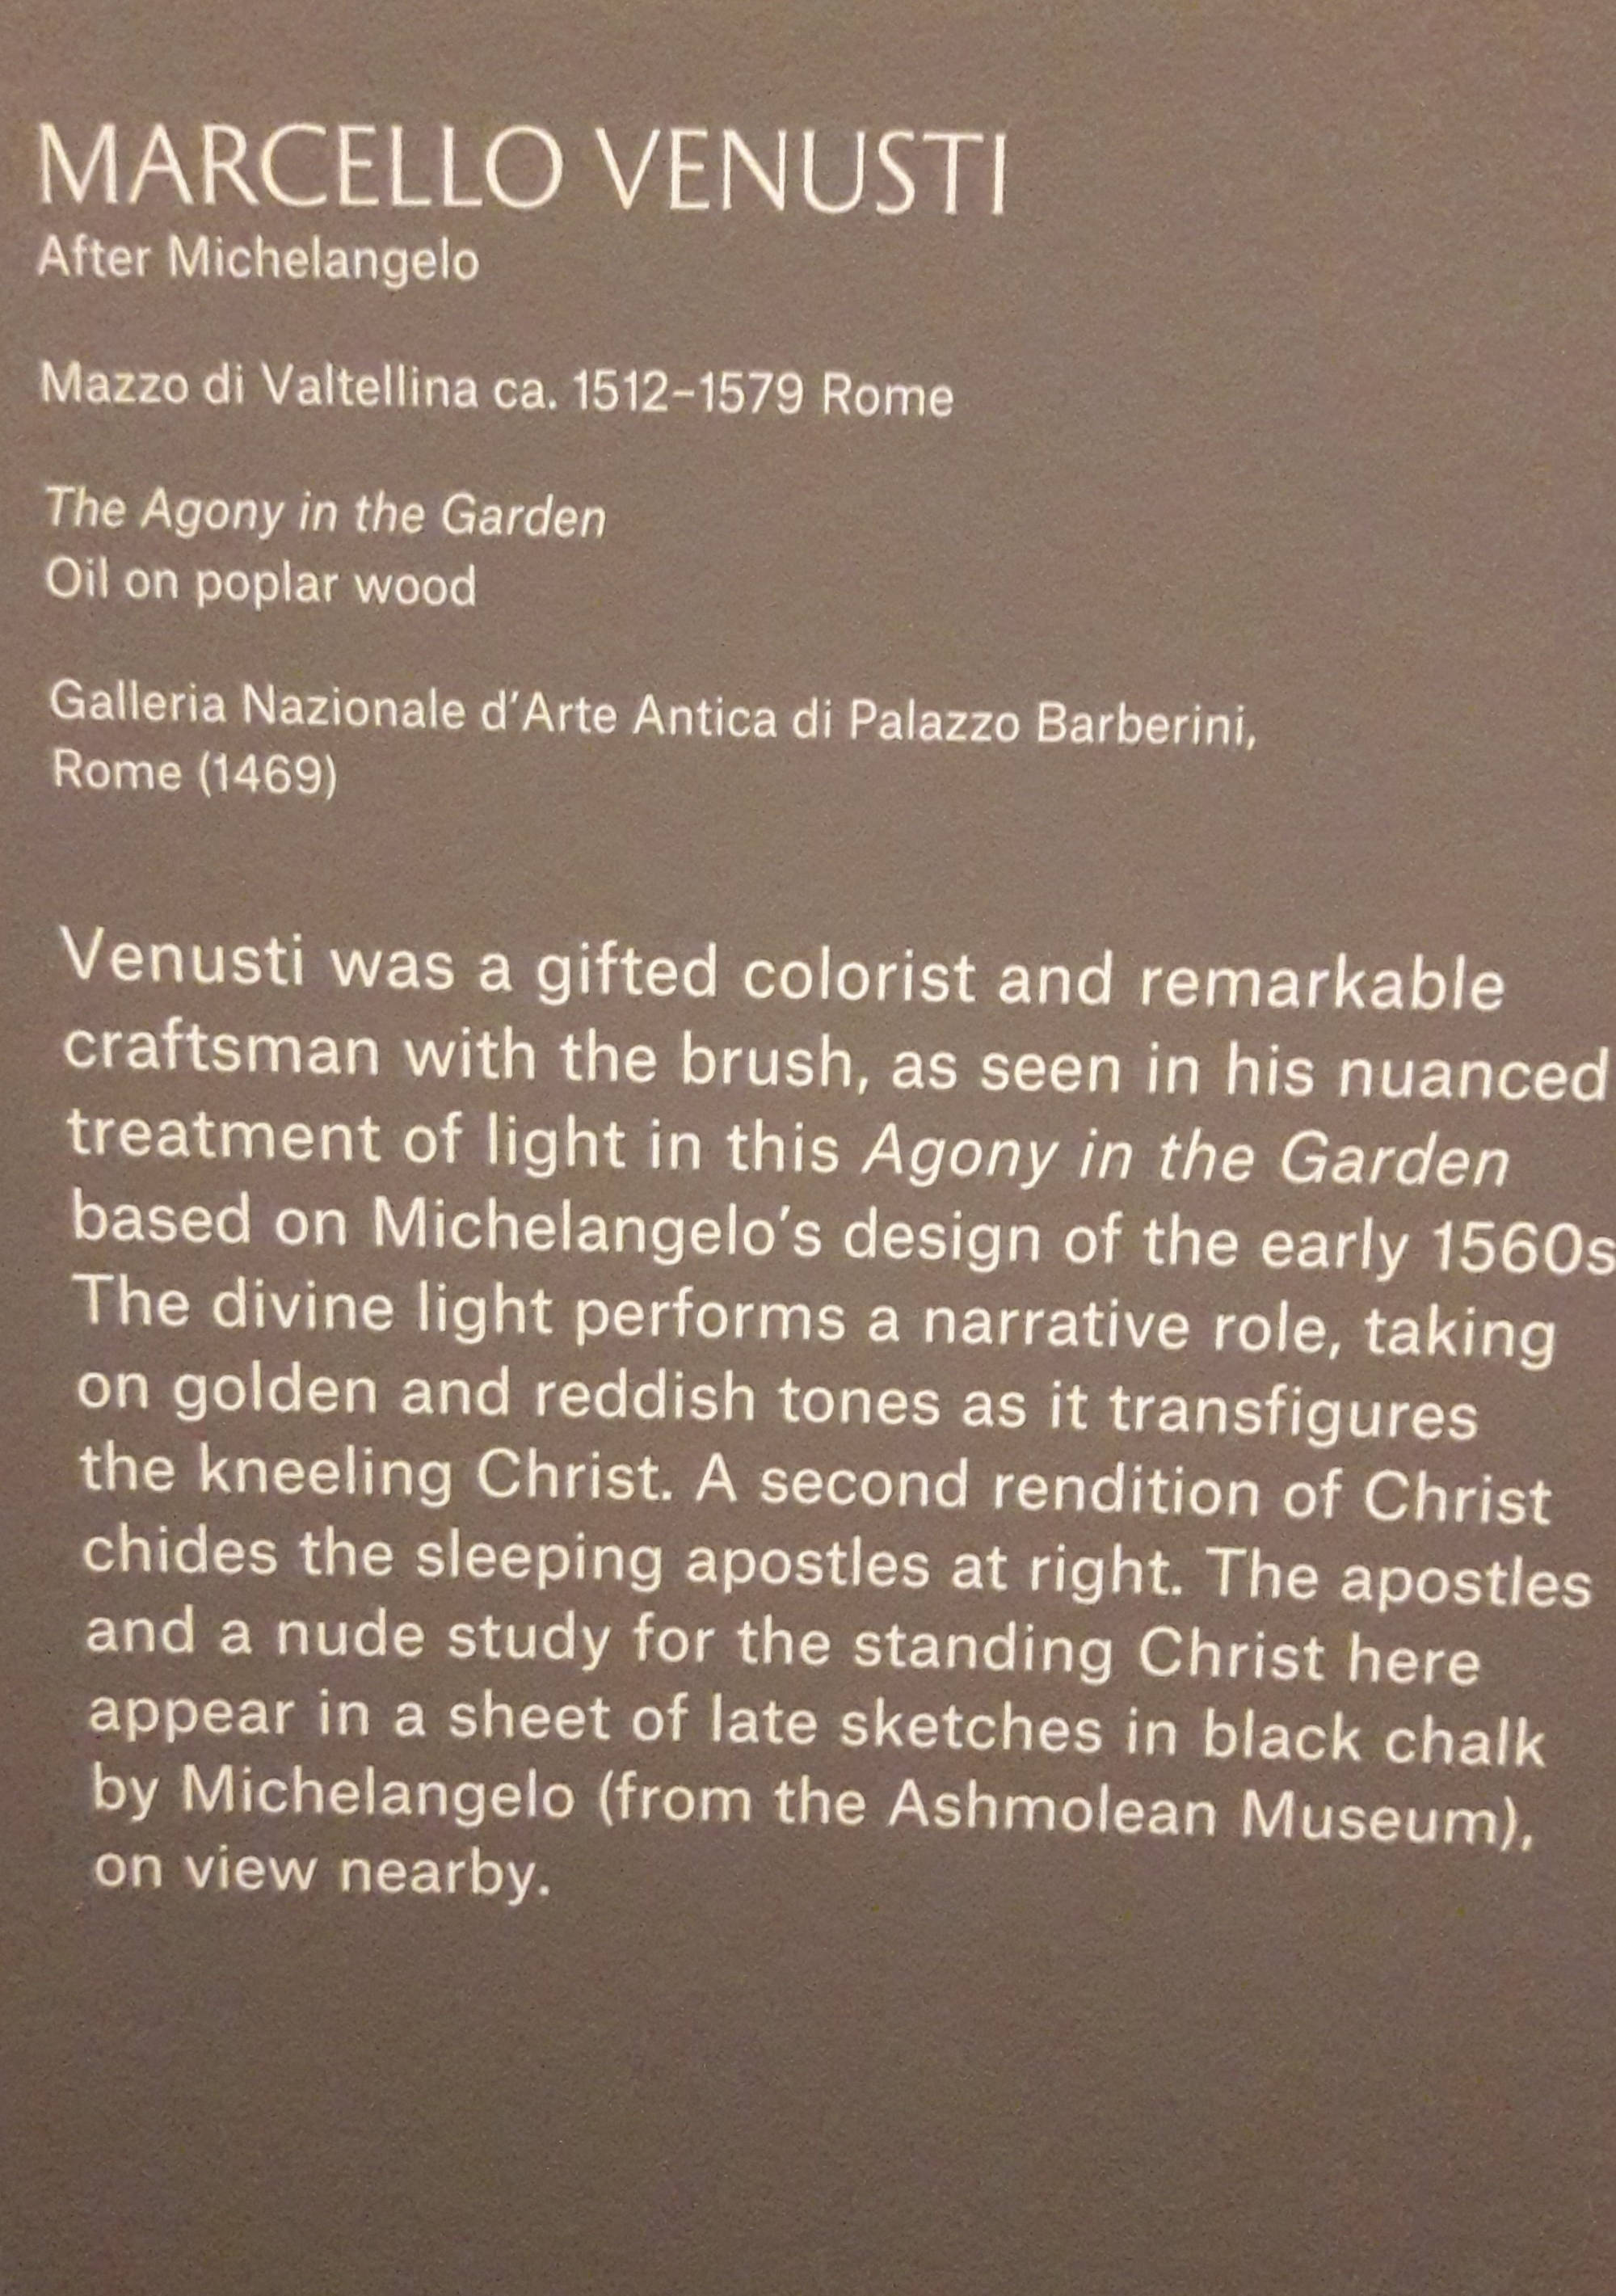 MARCELLO VENUSTI
After Michelangelo
Mazzo di Valtellina ca. 1512–1579 Rome
The Agony in the Garden
Oil on poplar wood
Galleria Nazionale d’Arte Antica di Palazzo Barberini,
Rome (1469)
Venusti was a gifted colorist and remarkable
craftsman with the brush, as seen in his nuanced
treatment of light in this Agony in the Garden
based on Michelangelo’s design of the early 1560s
The divine light performs a narrative role, taking
on golden and reddish tones as it transfigures
the kneeling Christ. A second rendition of Christ
chides the sleeping apostles at right. The apostles
and a nude study for the standing Christ here
appear in a sheet of late sketches in black chalk
by Michelangelo (from the Ashmolean Museum),
on view nearby.